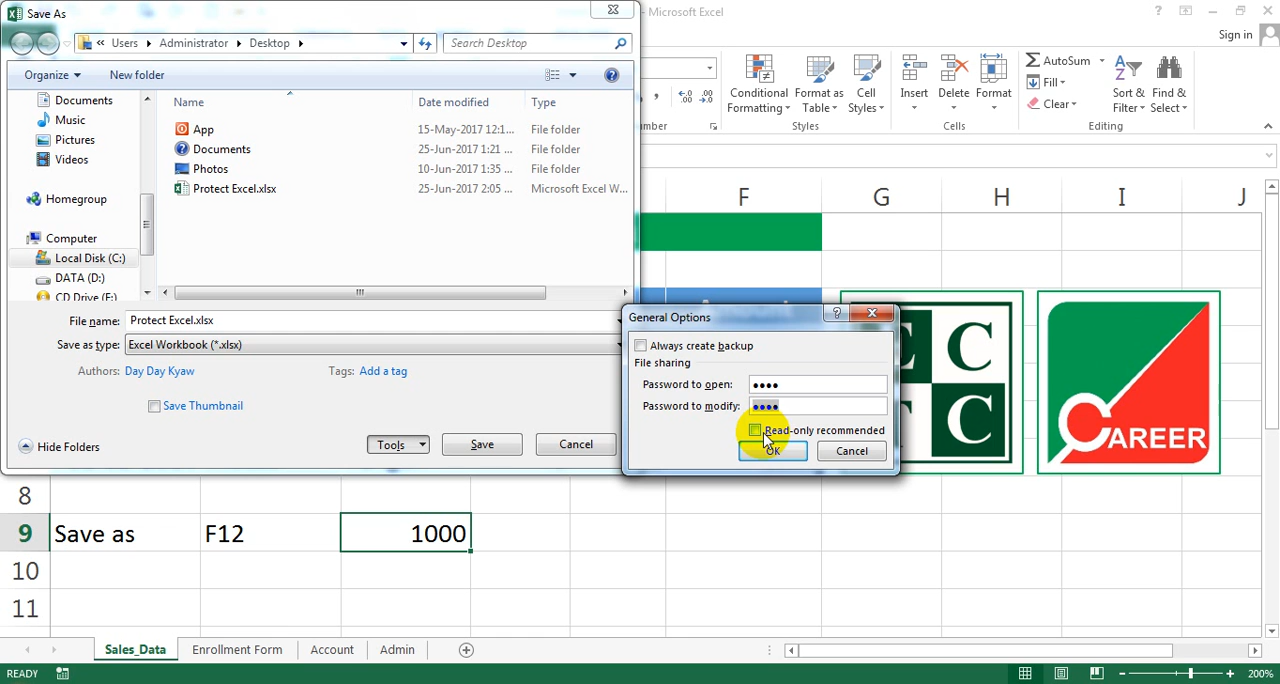 Save As
- Microsoft Excel
Sign in
« Users ▸ Administrator ▸ Desktop ▸
Search Desktop
Organize
New folder
Name
Date modified
Type
Documents
Music
Pictures
Videos
Homegroup
Computer
Local Disk (C:)
DATA (D:)
CD Drive (F:)
App 15-May-2017 12:1... File folder
Documents 25-Jun-2017 1:21 ... File folder
Photos 10-Jun-2017 1:35 ... File folder
Protect Excel.xlsx 25-Jun-2017 2:05 ... Microsoft Excel W...
File name: Protect Excel.xlsx
Save as type: Excel Workbook (*.xlsx)
Authors: Day Day Kyaw
Tags: Add a tag
Save Thumbnail
Hide Folders
Tools
Save
Cancel
Conditional
Formatting
Format as
Table
Cell
Styles
Insert
Delete
Format
AutoSum
Fill
Clear
Sort &
Filter
Find &
Select
Styles
Cells
Editing
F G H I J
General Options
Always create backup
File sharing
Password to open: ••••
Password to modify: ••••
Read-only recommended
OK
Cancel
C
C
CAREER
8
9 Save as F12 1000
10
11
Sales_Data
Enrollment Form
Account
Admin
READY
200%